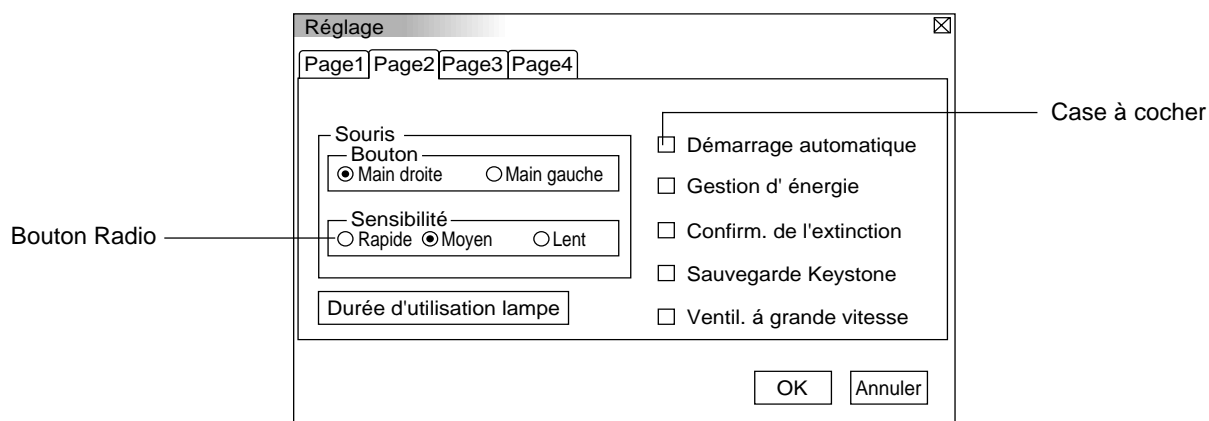 Réglage
Page1 Page2 Page3 Page4
Case à cocher
Souris
Bouton
Main droite Main gauche
Sensibilité
Bouton Radio
Rapide Moyen Lent
Durée d'utilisation lampe
Démarrage automatique
Gestion d' énergie
Confirm. de l'extinction
Sauvegarde Keystone
Ventil. á grande vitesse
OK Annuler